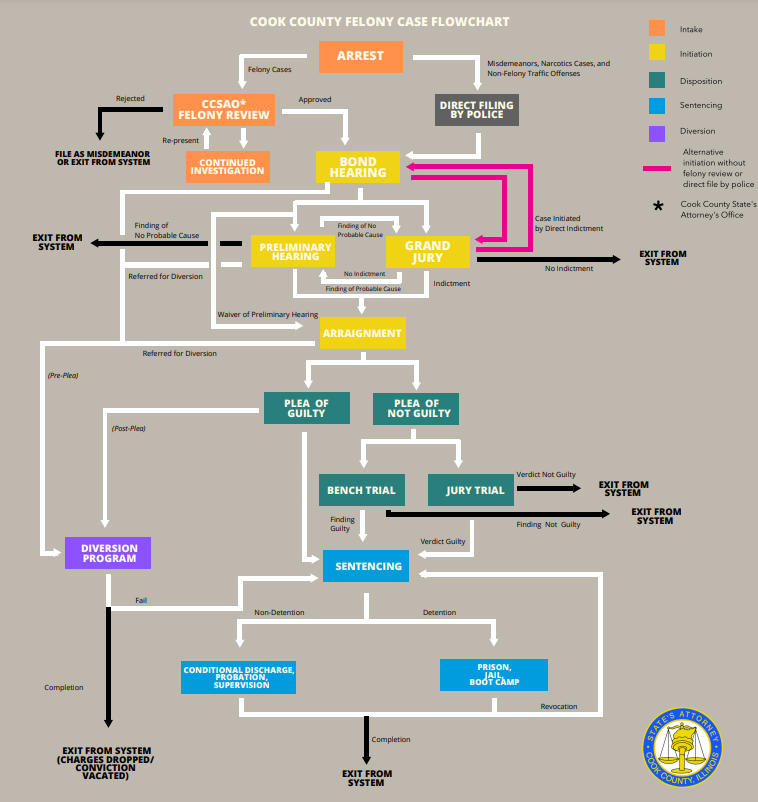 COOK COUNTY FELONY CASE FLOWCHART
ARREST
Felony Cases
Misdemeanors, Narcotics Cases, and
Non-Felony Traffic Offenses
Intake
Initiation
Disposition
Sentencing
Diversion
Alternative
initiation without
felony review or
direct file by police
*
Cook County State's
Attorney's Office
Rejected
CCSAO*
FELONY REVIEW
Approved
DIRECT FILING
BY POLICE
Re-present
FILE AS MISDEMEANOR
OR EXIT FROM SYSTEM
CONTINUED
INVESTIGATION
BOND
HEARING
Case Initiated
by Direct Indictment
Finding of
No Probable Cause
EXIT FROM
SYSTEM
Finding of No
Probable Cause
PRELIMINARY
HEARING
GRAND
JURY
EXIT FROM
SYSTEM
No Indictment
Referred for Diversion
No Indictment
Finding of Probable Cause
Indictment
Waiver of Preliminary Hearing
ARRAIGNMENT
Referred for Diversion
(Pre-Plea)
PLEA OF
GUILTY
PLEA OF
NOT GUILTY
(Post-Plea)
BENCH TRIAL
JURY TRIAL
Verdict Not Guilty
EXIT FROM
SYSTEM
EXIT FROM
SYSTEM
Finding
Guilty
Finding Not Guilty
Verdict Guilty
DIVERSION
PROGRAM
SENTENCING
Fail
Non-Detention
Detention
CONDITIONAL DISCHARGE,
PROBATION,
SUPERVISION
PRISON,
JAIL,
BOOT CAMP
Completion
Revocation
Completion
EXIT FROM SYSTEM
(CHARGES DROPPED/
CONVICTION
VACATED)
EXIT FROM
SYSTEM
STATE'S ATTORNEY
COOK COUNTY, ILLINOIS